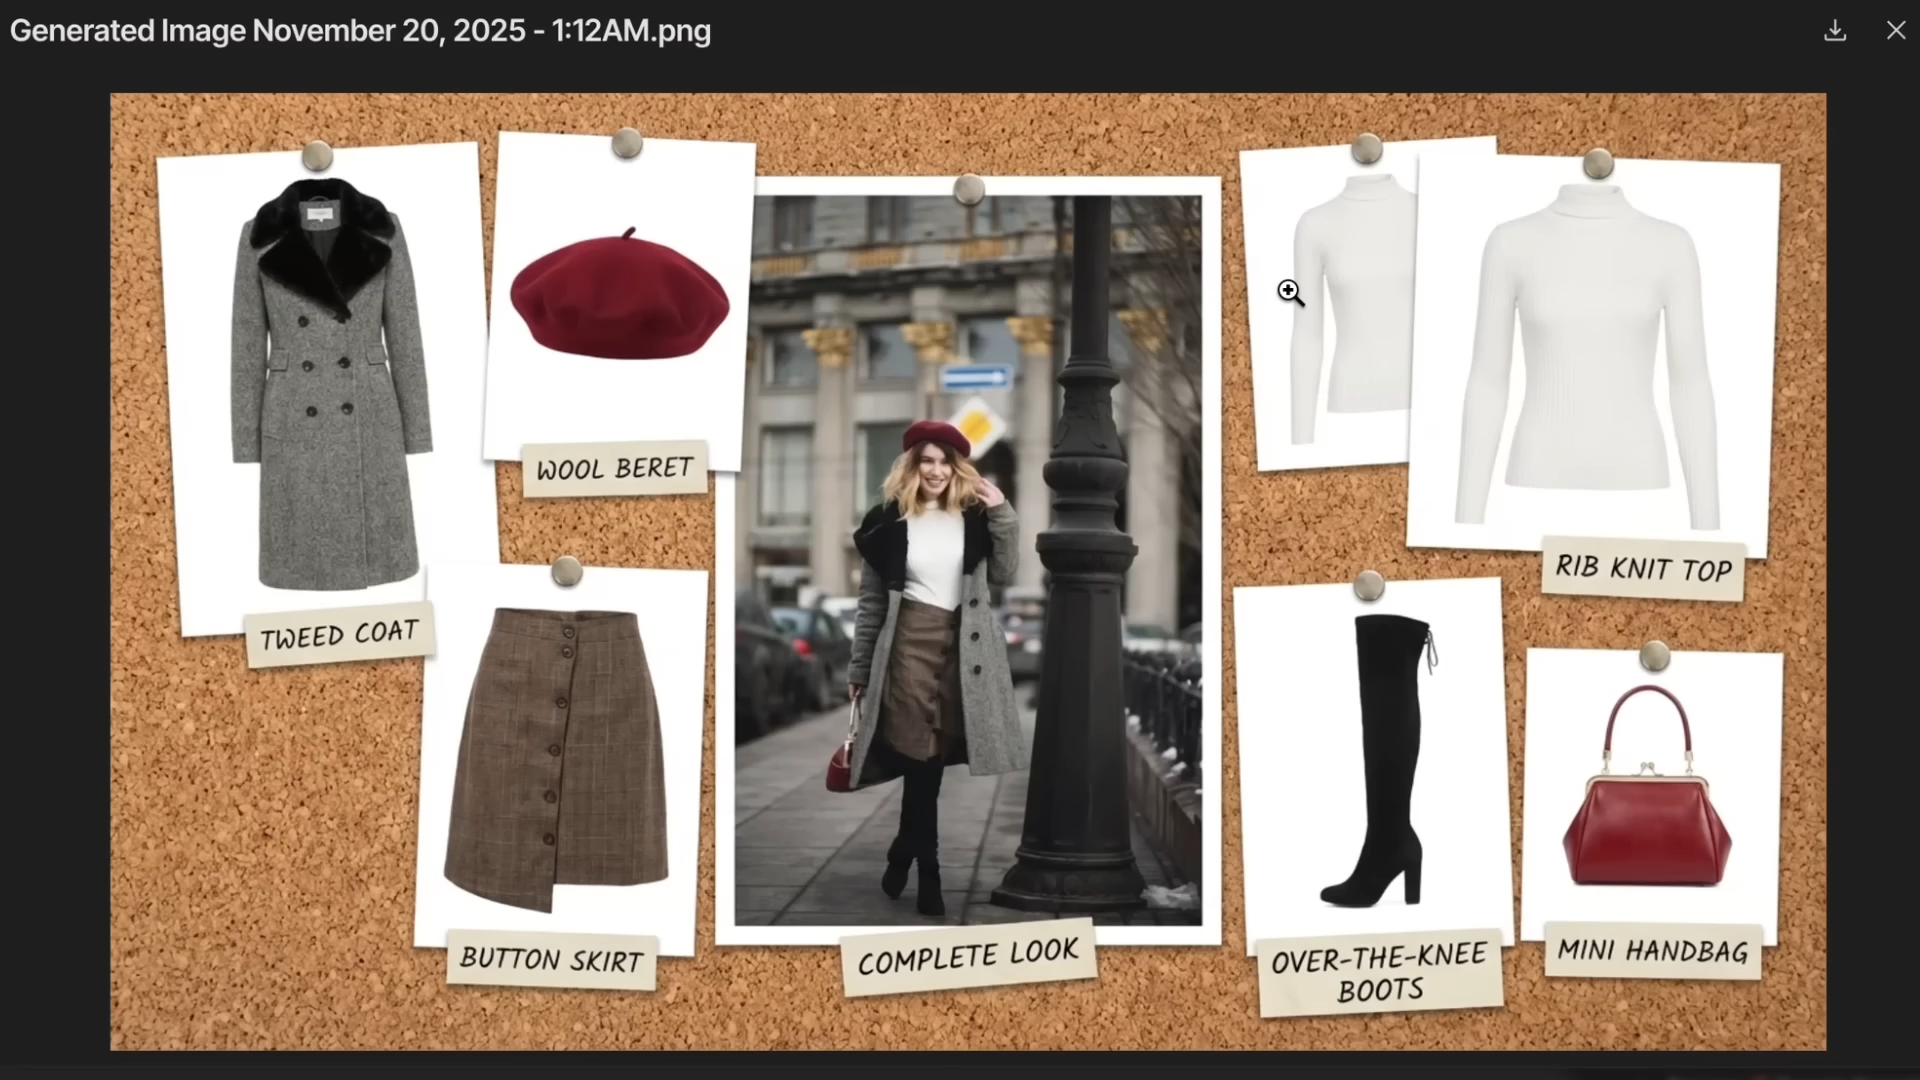 Generated Image November 20, 2025 - 1:12AM.png
WOOL BERET
TWEED COAT
BUTTON SKIRT
COMPLETE LOOK
RIB KNIT TOP
OVER-THE-KNEE
BOOTS
MINI HANDBAG